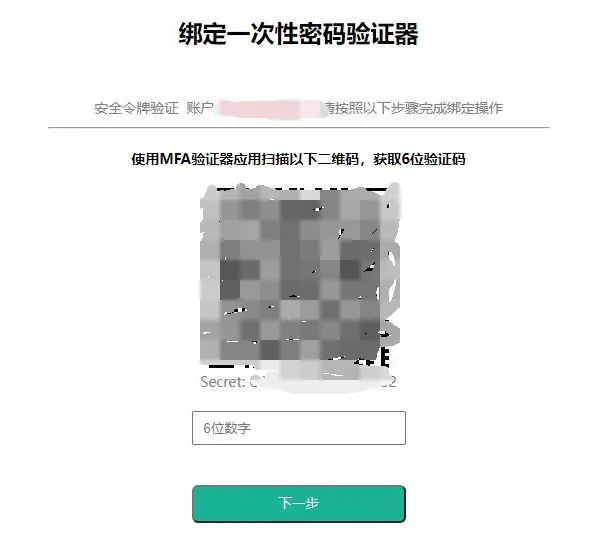 绑定一次性密码验证器
安全令牌验证 账户 请按照以下步骤完成绑定操作
使用MFA验证器应用扫描以下二维码，获取6位验证码
Secret:
6位数字
下一步